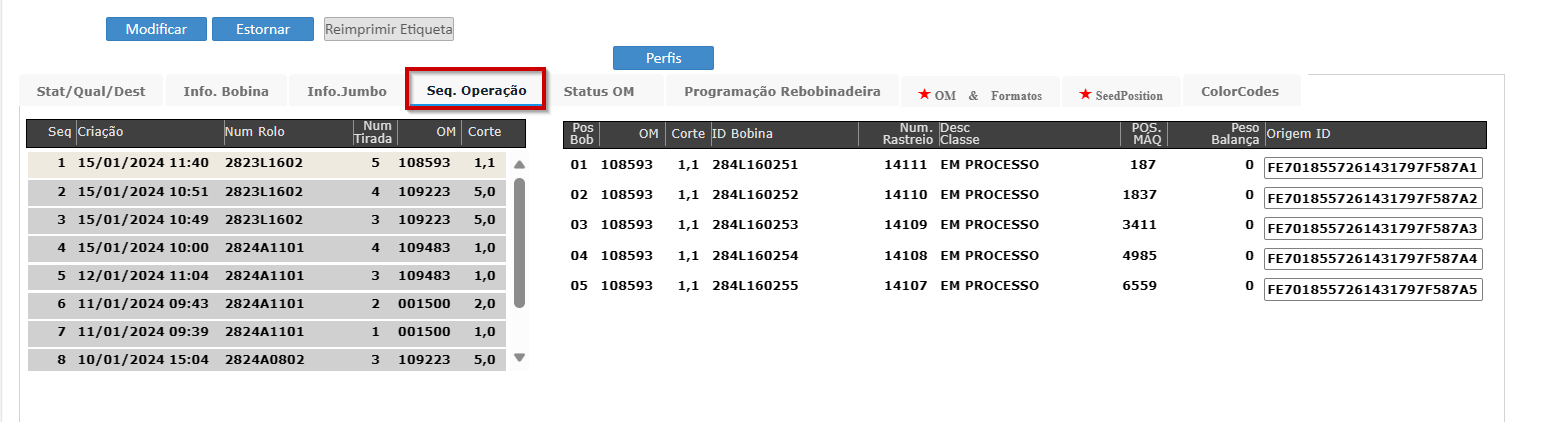 Modificar Estornar Reimprimir Etiqueta
Perfis
Stat/Qual/Dest Info. Bobina Info.Jumbo Seq. Operação Status OM Programação Rebobinadeira ★ OM & Formatos ★ SeedPosition ColorCodes
Seq Criação Num Rolo Num Tirada OM Corte
1 15/01/2024 11:40 2823L1602 5 108593 1,1
2 15/01/2024 10:51 2823L1602 4 109223 5,0
3 15/01/2024 10:49 2823L1602 3 109223 5,0
4 15/01/2024 10:00 2824A1101 4 109483 1,0
5 12/01/2024 11:04 2824A1101 3 109483 1,0
6 11/01/2024 09:43 2824A1101 2 001500 2,0
7 11/01/2024 09:39 2824A1101 1 001500 1,0
8 10/01/2024 15:04 2824A0802 3 109223 5,0
Pos Bob OM Corte ID Bobina Num. Rastreio Desc Classe POS. MAQ Peso Balança Origem ID
01 108593 1,1 284L160251 14111 EM PROCESSO 187 0 FE7018557261431797F587A1
02 108593 1,1 284L160252 14110 EM PROCESSO 1837 0 FE7018557261431797F587A2
03 108593 1,1 284L160253 14109 EM PROCESSO 3411 0 FE7018557261431797F587A3
04 108593 1,1 284L160254 14108 EM PROCESSO 4985 0 FE7018557261431797F587A4
05 108593 1,1 284L160255 14107 EM PROCESSO 6559 0 FE7018557261431797F587A5